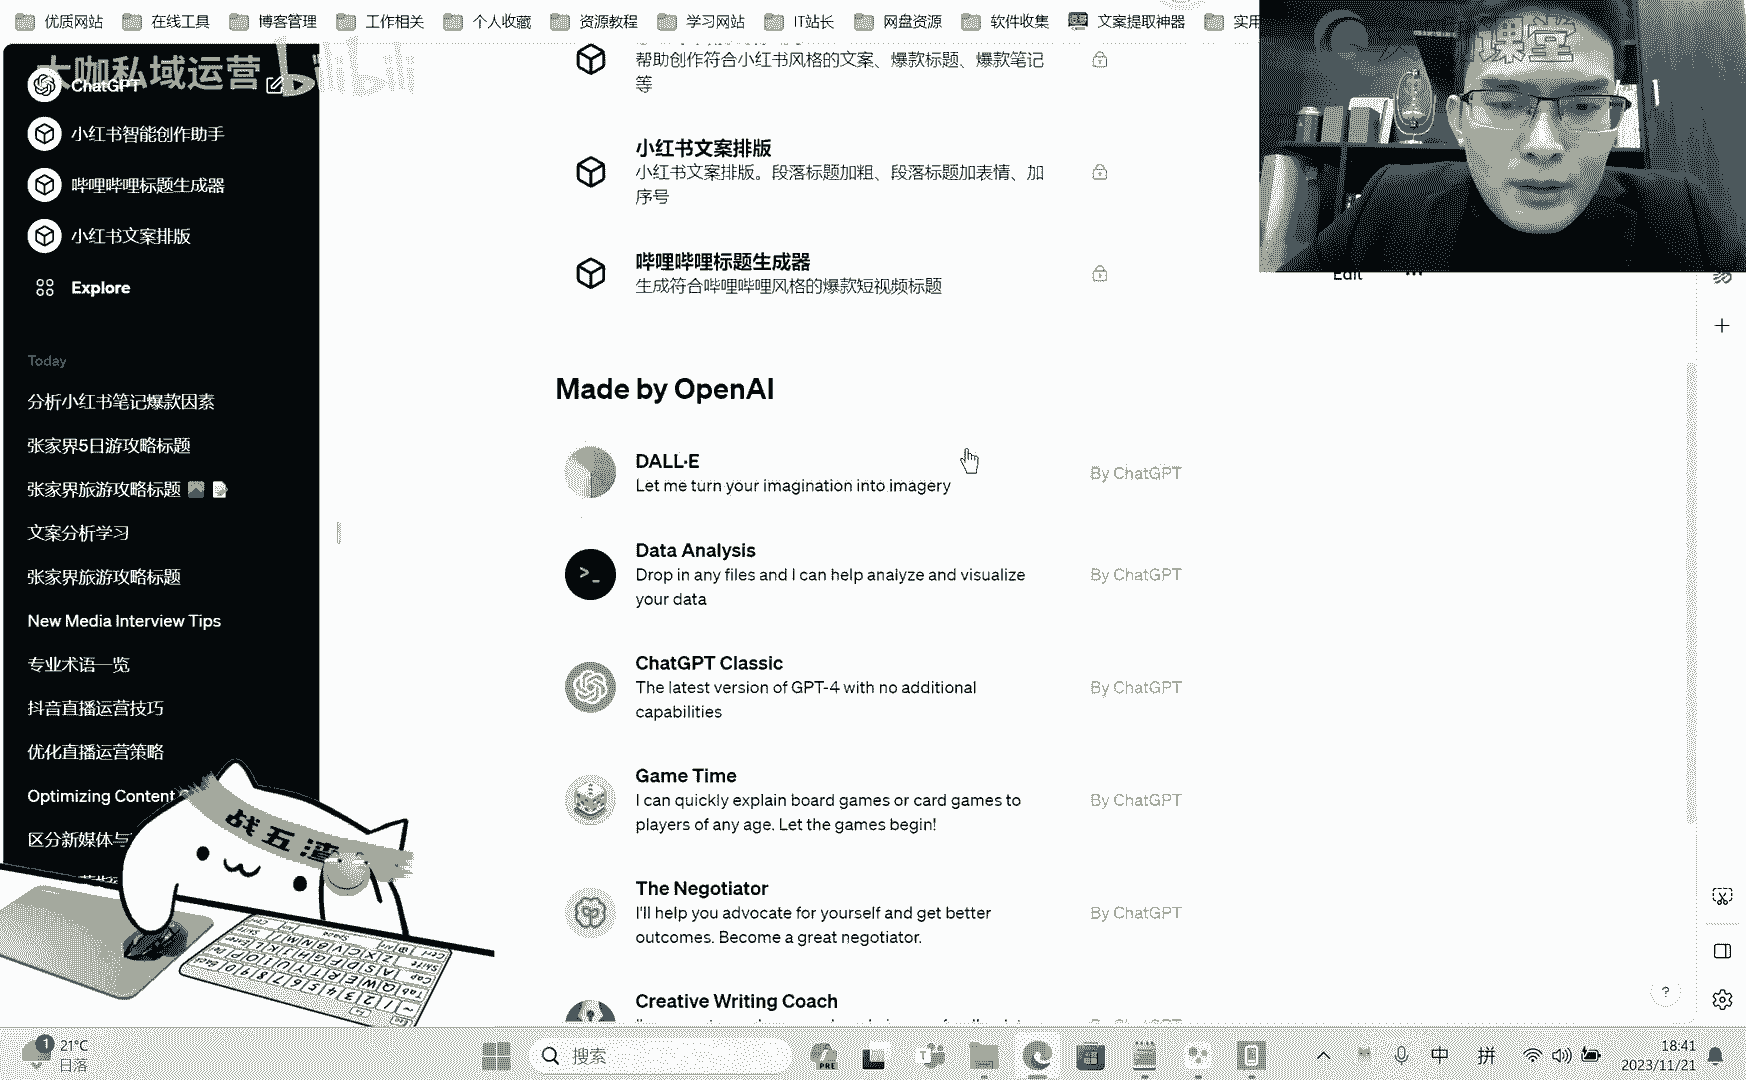 优质网站
在线工具
博客管理
工作相关
个人收藏
资源教程
学习网站
IT站长
网盘资源
软件收集
文案提取神器
实用
大咖私域运营
bilibili
课堂
ChatGPT
小红书智能创作助手
哔哩哔哩标题生成器
小红书文案排版
Explore
Today
分析小红书笔记爆款因素
张家界5日游攻略标题
张家界旅游攻略标题
文案分析学习
张家界旅游攻略标题
New Media Interview Tips
专业术语一览
抖音直播运营技巧
优化直播运营策略
Optimizing Content
区分新媒体与
帮助创作符合小红书风格的文案、爆款标题、爆款笔记
等
小红书文案排版
小红书文案排版。段落标题加粗、段落标题加表情、加
序号
哔哩哔哩标题生成器
生成符合哔哩哔哩风格的爆款短视频标题
Edit
Made by OpenAI
DALL·E
Let me turn your imagination into imagery
By ChatGPT
Data Analysis
Drop in any files and I can help analyze and visualize
your data
By ChatGPT
ChatGPT Classic
The latest version of GPT-4 with no additional
capabilities
By ChatGPT
Game Time
I can quickly explain board games or card games to
players of any age. Let the games begin!
By ChatGPT
The Negotiator
I'll help you advocate for yourself and get better
outcomes. Become a great negotiator.
By ChatGPT
Creative Writing Coach
战五渣
?
1
21°C
日落
搜索
PRE
中
拼
18:41
2023/11/21